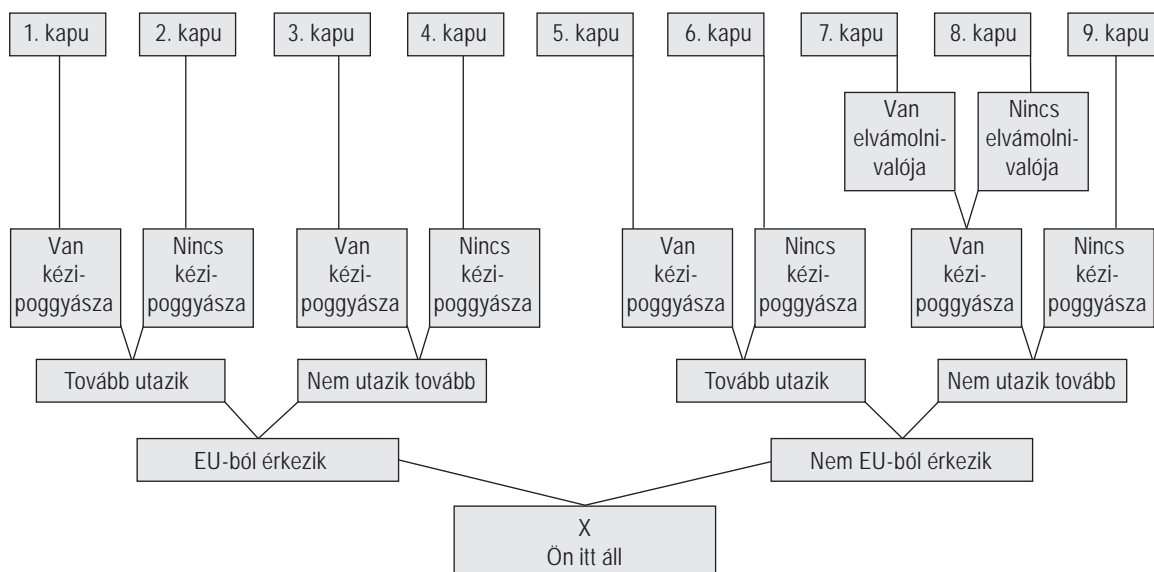 1. kapu
2. kapu
3. kapu
4. kapu
5. kapu
6. kapu
7. kapu
8. kapu
9. kapu
Van
elvámolni-
valója
Nincs
elvámolni-
valója
Van
kézi-
poggyásza
Nincs
kézi-
poggyásza
Van
kézi-
poggyásza
Nincs
kézi-
poggyásza
Van
kézi-
poggyásza
Nincs
kézi-
poggyásza
Van
kézi-
poggyásza
Nincs
kézi-
poggyásza
Tovább utazik
Nem utazik tovább
Tovább utazik
Nem utazik tovább
EU-ból érkezik
Nem EU-ból érkezik
X
Ön itt áll